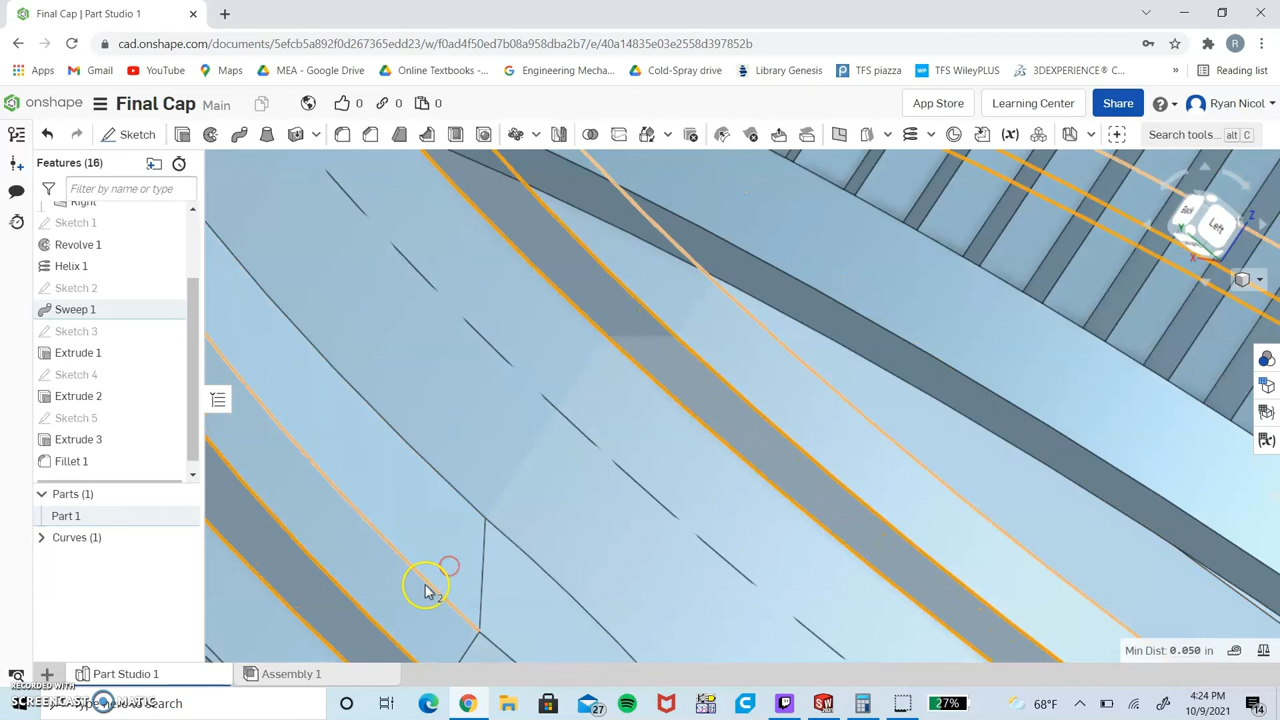 Final Cap | Part Studio 1
cad.onshape.com/documents/5efcb5a892f0d267365edd23/w/f0ad4f50ed7b08a958dba2b7/e/40a14835e03e2558d397852b
Apps Gmail YouTube Maps MEA - Google Drive Online Textbooks -... Engineering Mecha... Cold-Spray drive Library Genesis TFS piazza TFS WileyPLUS 3DEXPERIENCE® C... » Reading list
onshape Final Cap Main 0 0 0 App Store Learning Center Share Ryan Nicol
Sketch Search tools... alt C
Features (16)
Filter by name or type
Right
Sketch 1
Revolve 1
Helix 1
Sketch 2
Sweep 1
Sketch 3
Extrude 1
Sketch 4
Extrude 2
Sketch 5
Extrude 3
Fillet 1
Parts (1)
Part 1
Curves (1)
Left
Z
Y
X
2
Min Dist: 0.050 in
Part Studio 1 Assembly 1
RECORDED WITH
SCREENCAST MATIC
here to search
27
27%
68°F
4:24 PM
10/9/2021
14